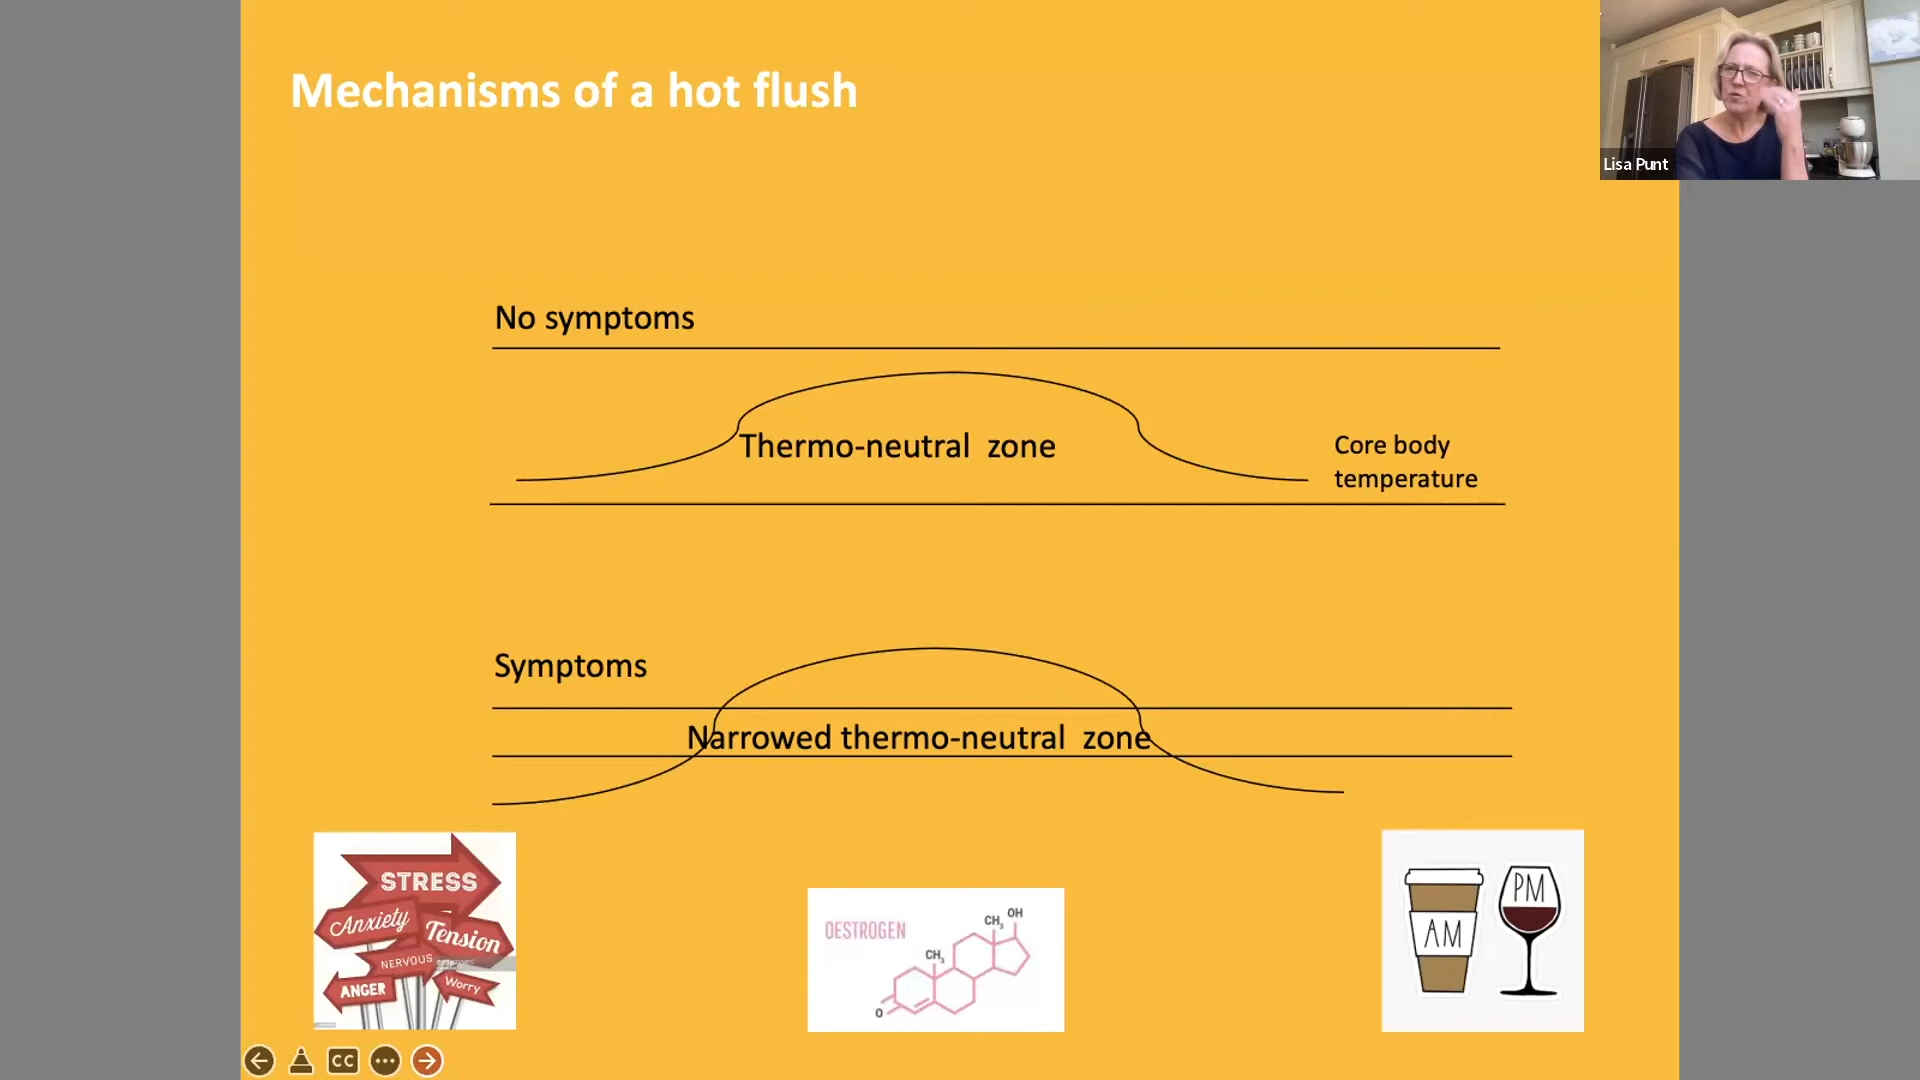 Mechanisms of a hot flush
Lisa Punt
No symptoms
Thermo-neutral zone
Core body
temperature
Symptoms
Narrowed thermo-neutral zone
STRESS
Anxiety
Tension
NERVOUS
ANGER
Worry
OESTROGEN
CH3
CH3
OH
O
AM
PM
CC